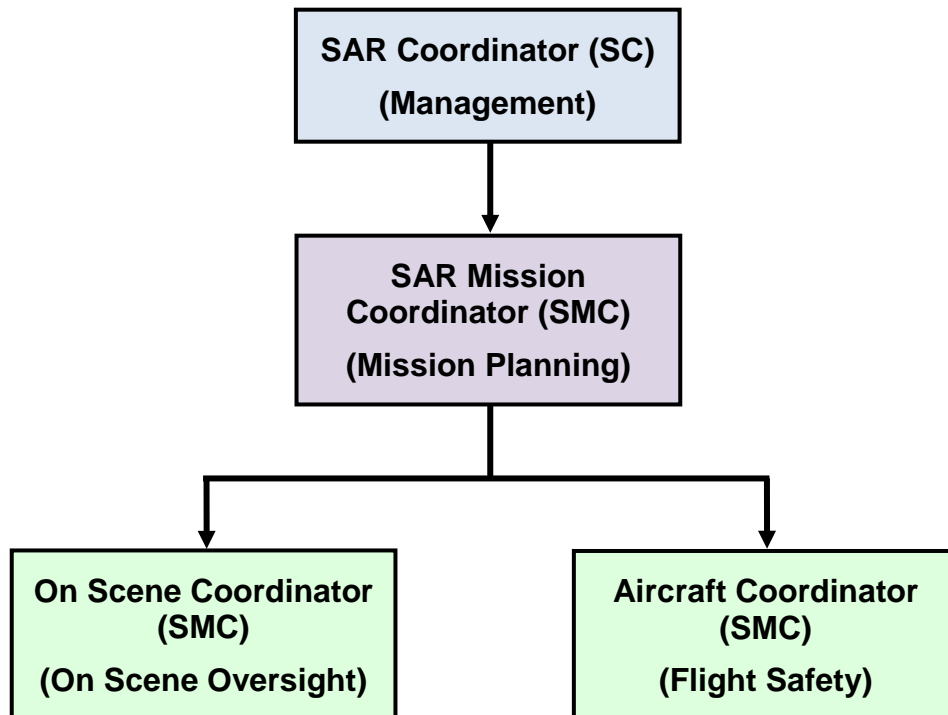 SAR Coordinator (SC)
(Management)
SAR Mission
Coordinator (SMC)
(Mission Planning)
On Scene Coordinator
(SMC)
(On Scene Oversight)
Aircraft Coordinator
(SMC)
(Flight Safety)